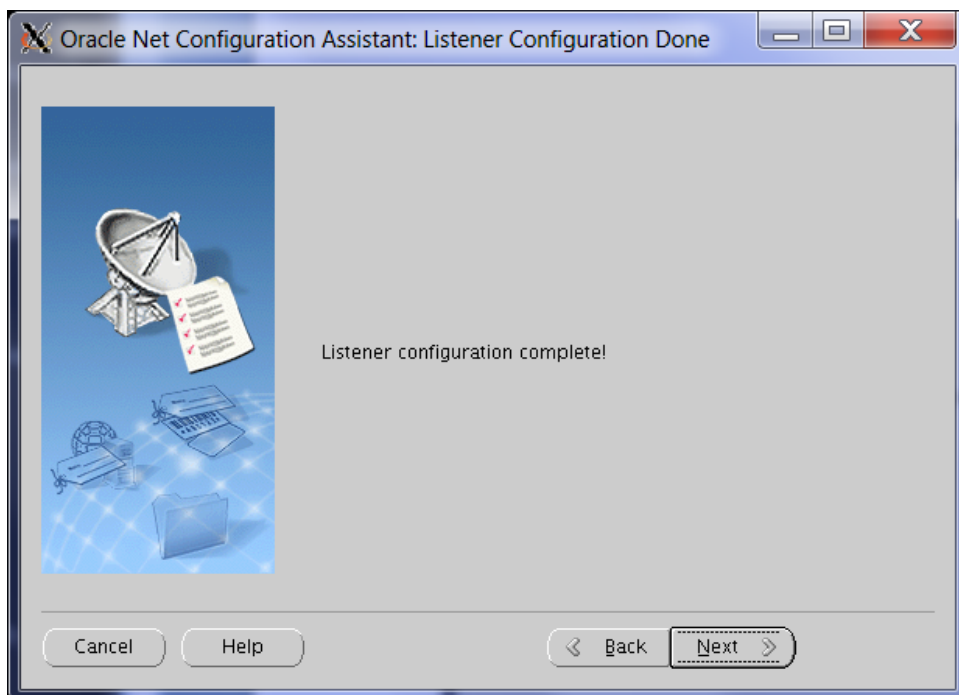 Oracle Net Configuration Assistant: Listener Configuration Done
Listener configuration complete!
Cancel
Help
Back
Next